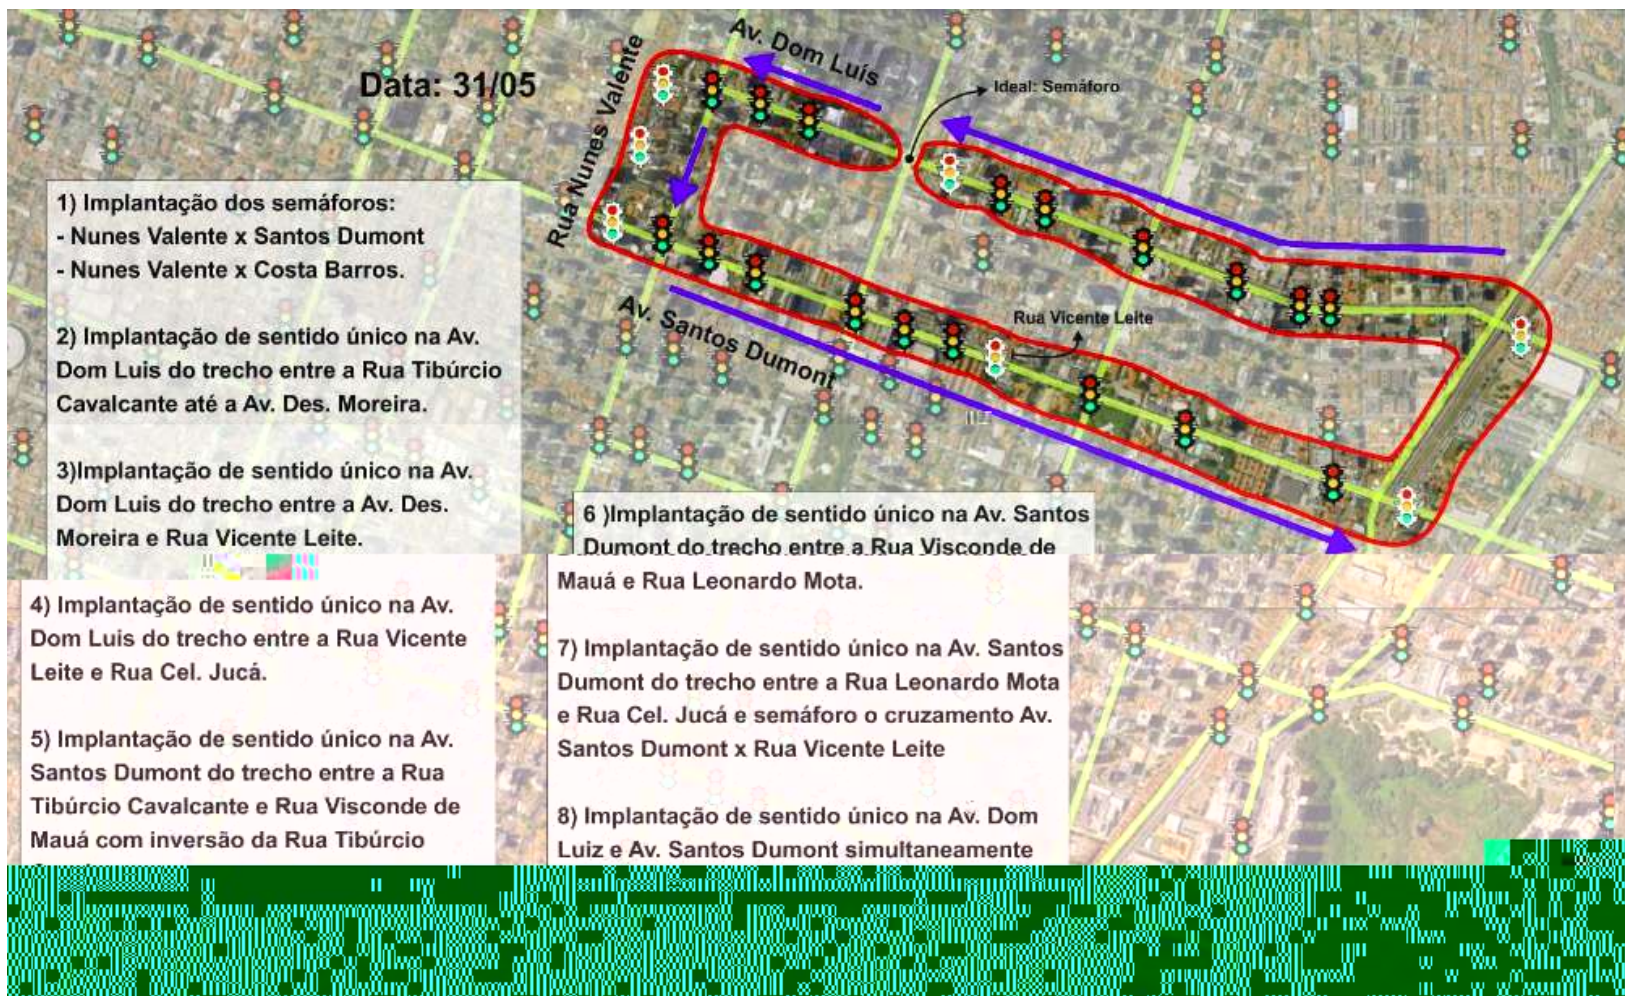 Data: 31/05
Av. Dom Luís
Rua Nunes Valente
Ideal: Semáforo
Av. Santos Dumont
Rua Vicente Leite
1) Implantação dos semáforos:
- Nunes Valente x Santos Dumont
- Nunes Valente x Costa Barros.
2) Implantação de sentido único na Av.
Dom Luis do trecho entre a Rua Tibúrcio
Cavalcante até a Av. Des. Moreira.
3)Implantação de sentido único na Av.
Dom Luis do trecho entre a Av. Des.
Moreira e Rua Vicente Leite.
4) Implantação de sentido único na Av.
Dom Luis do trecho entre a Rua Vicente
Leite e Rua Cel. Jucá.
5) Implantação de sentido único na Av.
Santos Dumont do trecho entre a Rua
Tibúrcio Cavalcante e Rua Visconde de
Mauá com inversão da Rua Tibúrcio
6 )Implantação de sentido único na Av. Santos
Dumont do trecho entre a Rua Visconde de
Mauá e Rua Leonardo Mota.
7) Implantação de sentido único na Av. Santos
Dumont do trecho entre a Rua Leonardo Mota
e Rua Cel. Jucá e semáforo o cruzamento Av.
Santos Dumont x Rua Vicente Leite
8) Implantação de sentido único na Av. Dom
Luiz e Av. Santos Dumont simultaneamente